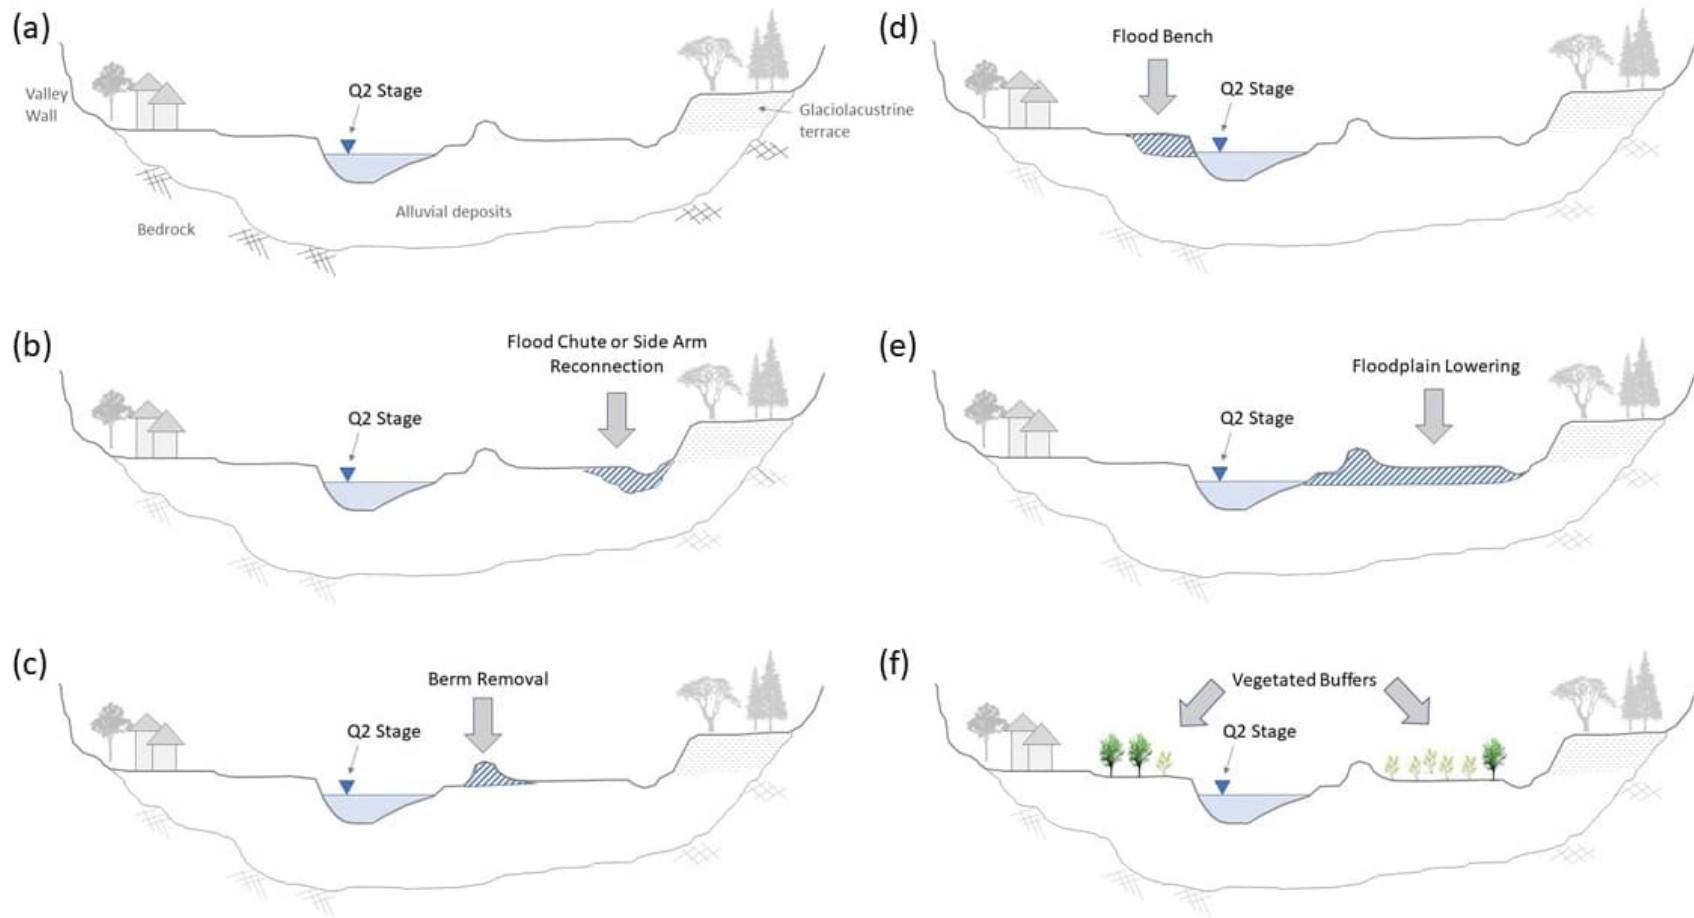 (a)
Valley
Wall
Q2 Stage
Glaciolacustrine
terrace
Alluvial deposits
Bedrock
(b)
Flood Chute or Side Arm
Reconnection
Q2 Stage
(c)
Berm Removal
Q2 Stage
(d)
Flood Bench
Q2 Stage
(e)
Floodplain Lowering
Q2 Stage
(f)
Vegetated Buffers
Q2 Stage